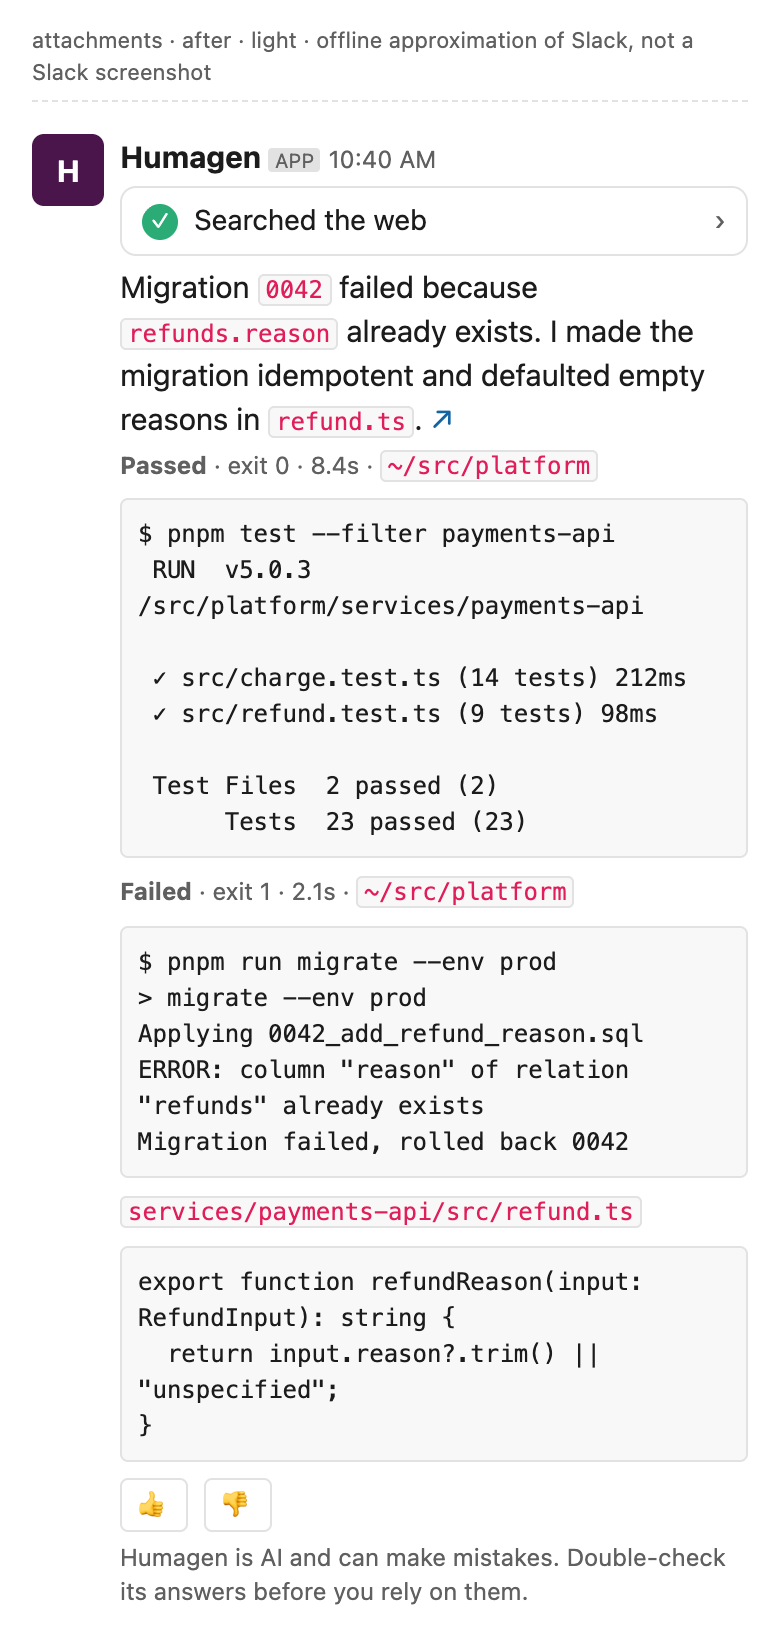 attachments · after · light · offline approximation of Slack, not a
Slack screenshot
H
Humagen APP 10:40 AM
✓ Searched the web ›
Migration 0042 failed because
refunds.reason already exists. I made the
migration idempotent and defaulted empty
reasons in refund.ts. ↗
Passed · exit 0 · 8.4s · ~/src/platform
$ pnpm test --filter payments-api
 RUN  v5.0.3
/src/platform/services/payments-api
 ✓ src/charge.test.ts (14 tests) 212ms
 ✓ src/refund.test.ts (9 tests) 98ms
 Test Files  2 passed (2)
      Tests  23 passed (23)
Failed · exit 1 · 2.1s · ~/src/platform
$ pnpm run migrate --env prod
> migrate --env prod
Applying 0042_add_refund_reason.sql
ERROR: column "reason" of relation
"refunds" already exists
Migration failed, rolled back 0042
services/payments-api/src/refund.ts
export function refundReason(input:
RefundInput): string {
  return input.reason?.trim() ||
"unspecified";
}
👍 👎
Humagen is AI and can make mistakes. Double-check
its answers before you rely on them.